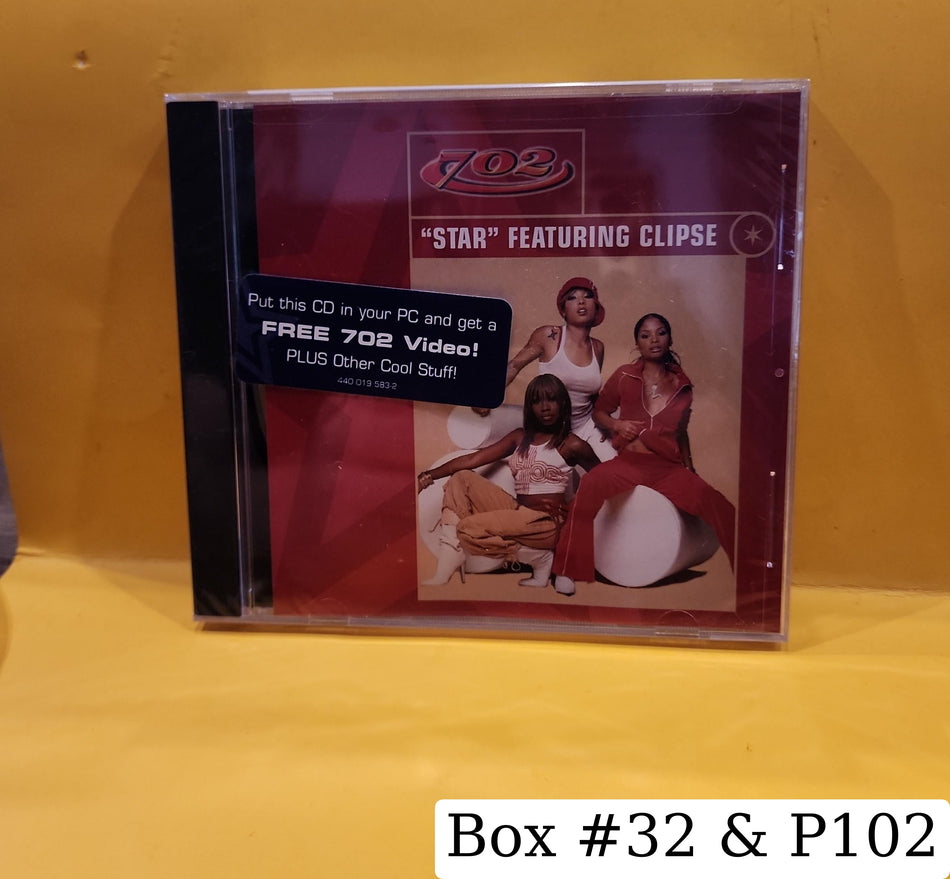 702
“STAR” FEATURING CLIPSE
Put this CD in your PC and get a
FREE 702 Video!
PLUS Other Cool Stuff!
440 019 583-2
Box #32 & P102